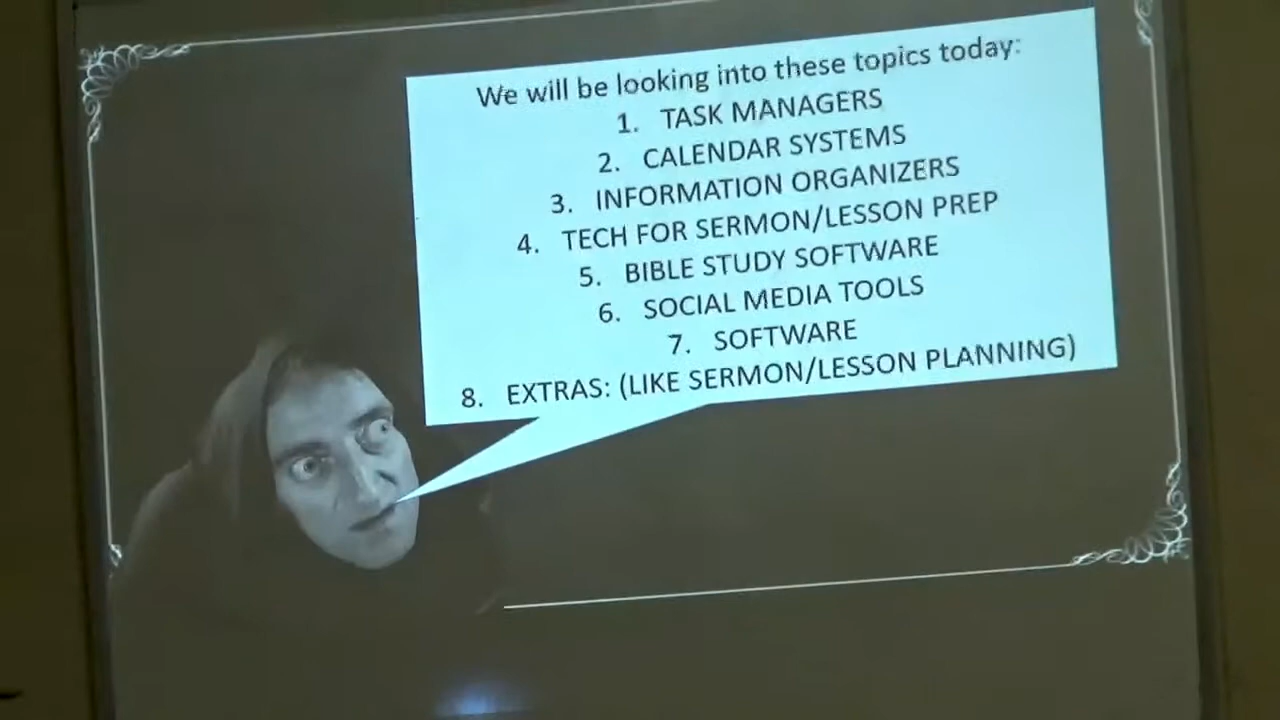 We will be looking into these topics today:
1. TASK MANAGERS
2. CALENDAR SYSTEMS
3. INFORMATION ORGANIZERS
4. TECH FOR SERMON/LESSON PREP
5. BIBLE STUDY SOFTWARE
6. SOCIAL MEDIA TOOLS
7. SOFTWARE
8. EXTRAS: (LIKE SERMON/LESSON PLANNING)